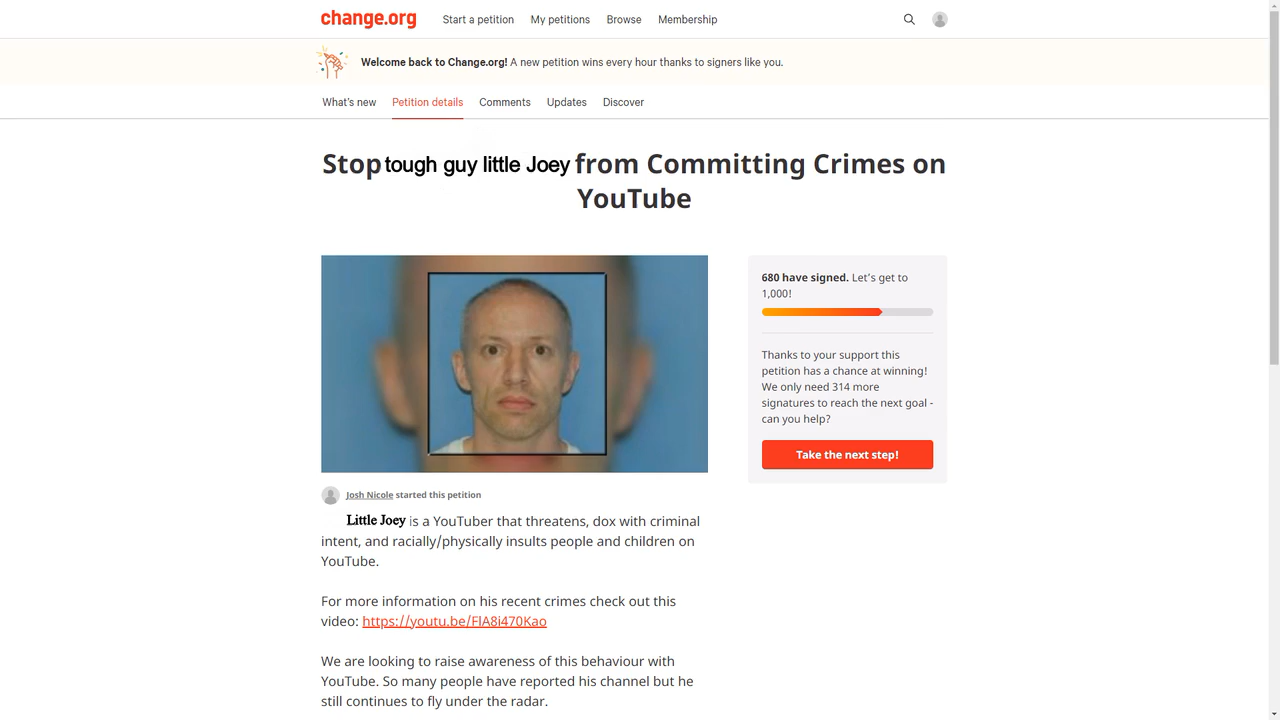 change.org
Start a petition
My petitions
Browse
Membership
Welcome back to Change.org! A new petition wins every hour thanks to signers like you.
What's new
Petition details
Comments
Updates
Discover
Stop tough guy little Joey from Committing Crimes on
YouTube
680 have signed. Let's get to
1,000!
Thanks to your support this
petition has a chance at winning!
We only need 314 more
signatures to reach the next goal -
can you help?
Take the next step!
Josh Nicole started this petition
Little Joey is a YouTuber that threatens, dox with criminal
intent, and racially/physically insults people and children on
YouTube.
For more information on his recent crimes check out this
video: https://youtu.be/FlA8i470Kao
We are looking to raise awareness of this behaviour with
YouTube. So many people have reported his channel but he
still continues to fly under the radar.